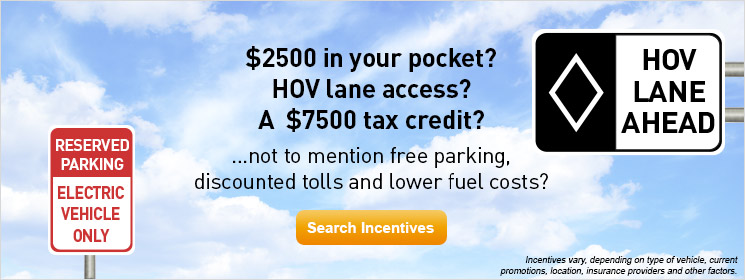 $2500 in your pocket?
HOV lane access?
A $7500 tax credit?
...not to mention free parking,
discounted tolls and lower fuel costs?
Search Incentives
HOV
LANE
AHEAD
RESERVED
PARKING
ELECTRIC
VEHICLE
ONLY
Incentives vary, depending on type of vehicle, current
promotions, location, insurance providers and other factors.